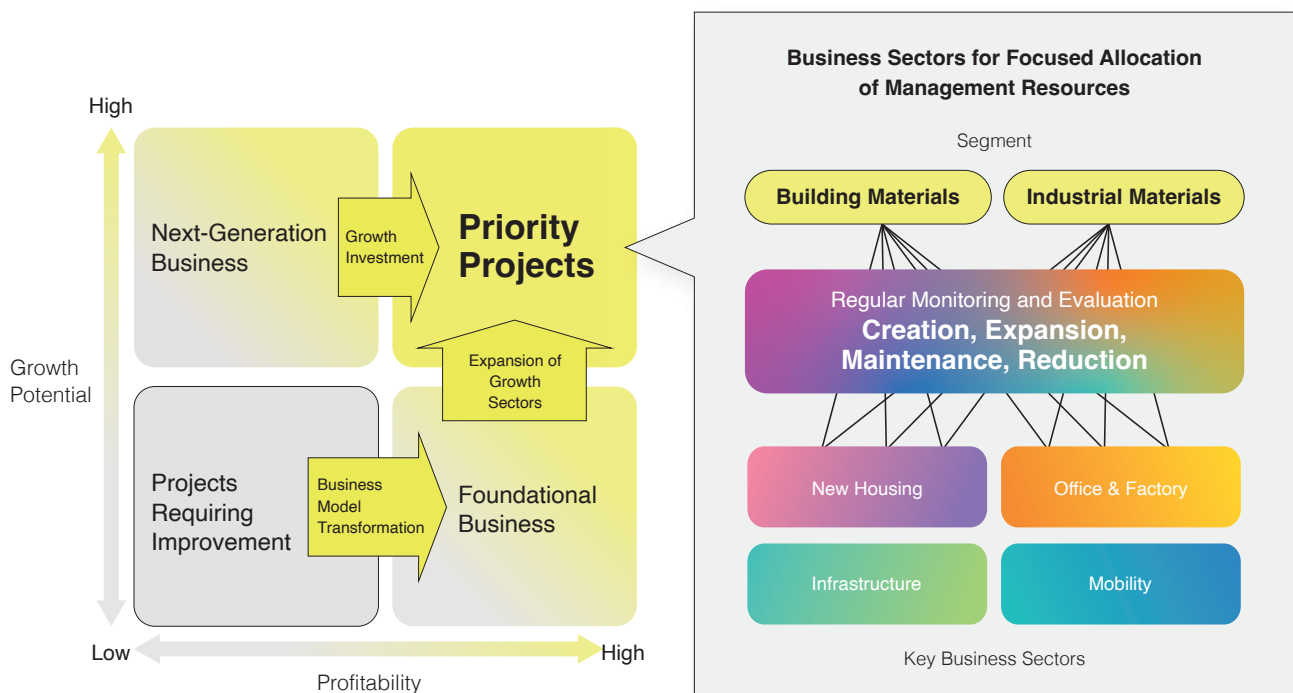 High
Growth
Potential
Low
High
Profitability
Next-Generation
Business
Growth
Investment
Priority
Projects
Expansion of
Growth
Sectors
Projects
Requiring
Improvement
Business
Model
Transformation
Foundational
Business
Business Sectors for Focused Allocation
of Management Resources
Segment
Building Materials
Industrial Materials
Regular Monitoring and Evaluation
Creation, Expansion,
Maintenance, Reduction
New Housing
Office & Factory
Infrastructure
Mobility
Key Business Sectors